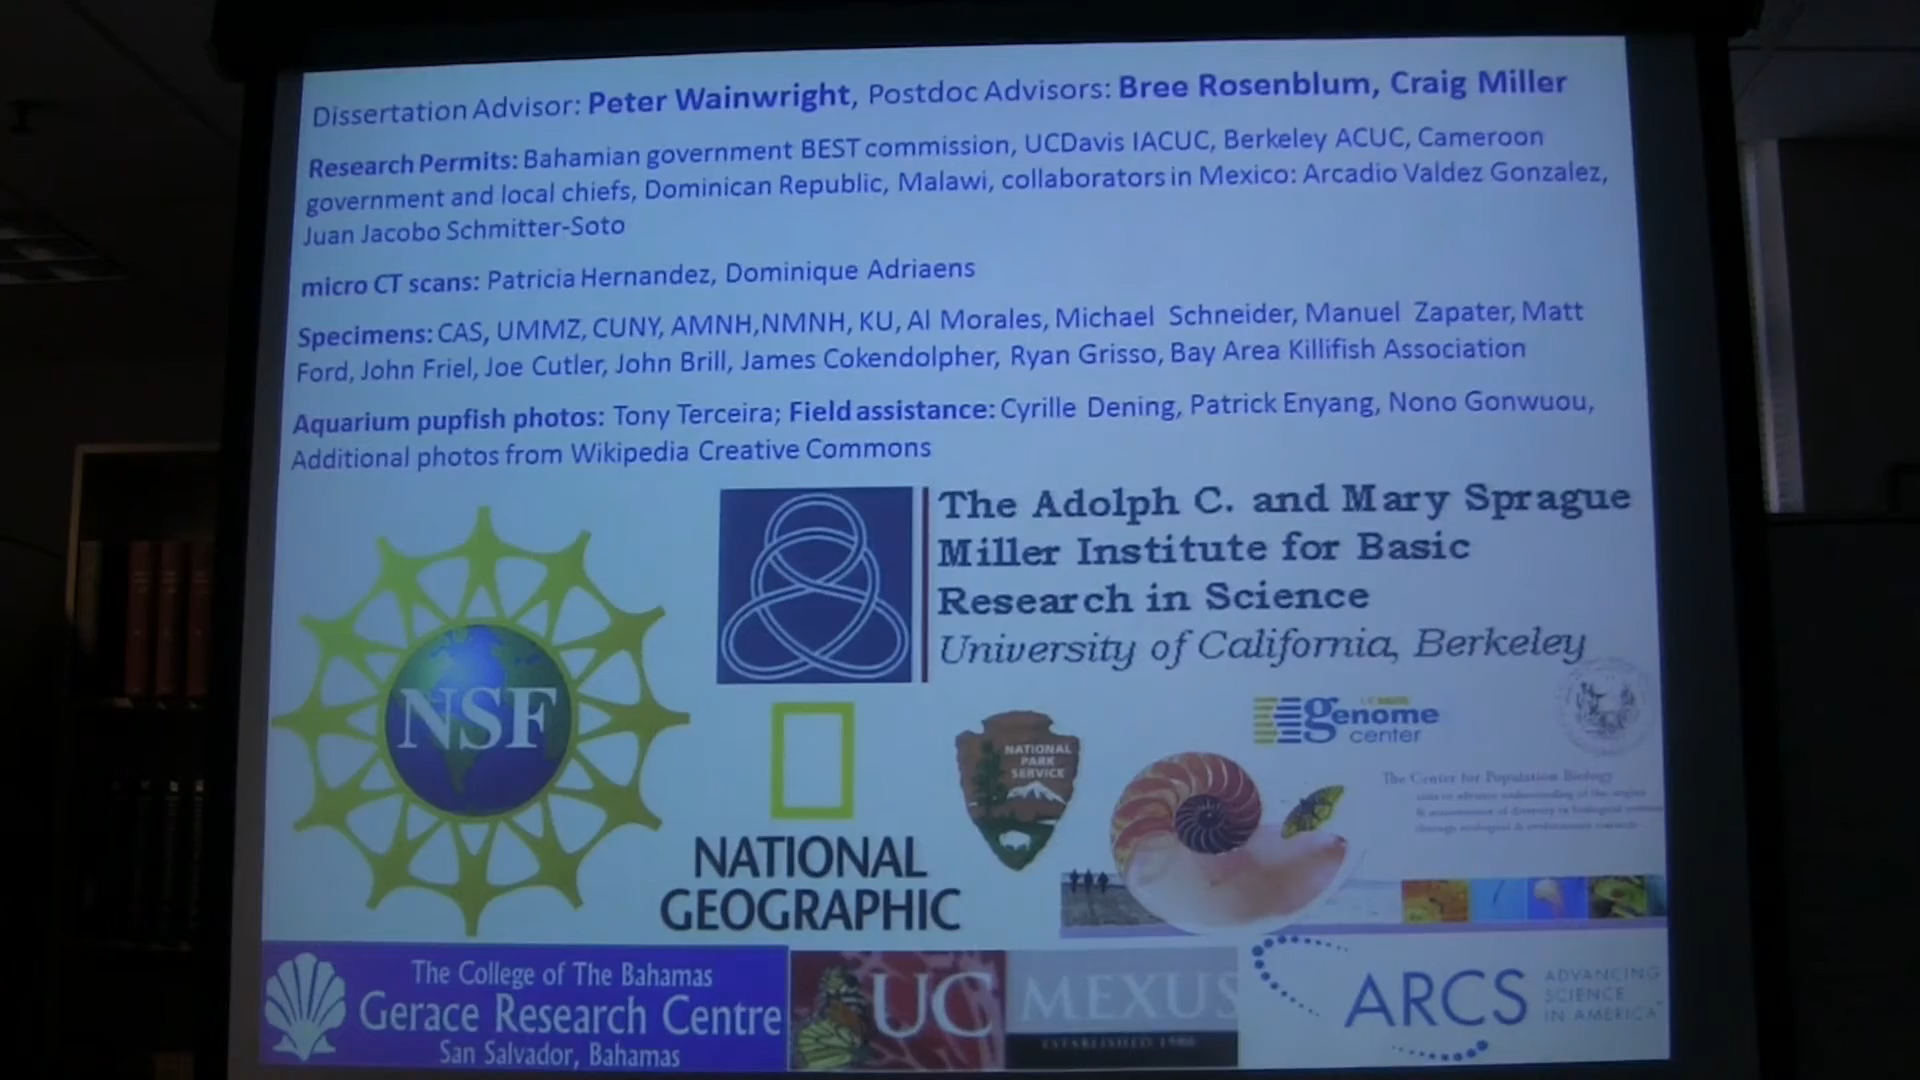 Dissertation Advisor: Peter Wainwright, Postdoc Advisors: Bree Rosenblum, Craig Miller
Research Permits: Bahamian government BEST commission, UCDavis IACUC, Berkeley ACUC, Cameroon
government and local chiefs, Dominican Republic, Malawi, collaborators in Mexico: Arcadio Valdez Gonzalez,
Juan Jacobo Schmitter-Soto
micro CT scans: Patricia Hernandez, Dominique Adriaens
Specimens: CAS, UMMZ, CUNY, AMNH,NMNH, KU, Al Morales, Michael Schneider, Manuel Zapater, Matt
Ford, John Friel, Joe Cutler, John Brill, James Cokendolpher, Ryan Grisso, Bay Area Killifish Association
Aquarium pupfish photos: Tony Terceira; Field assistance: Cyrille Dening, Patrick Enyang, Nono Gonwuou,
Additional photos from Wikipedia Creative Commons
The Adolph C. and Mary Sprague
Miller Institute for Basic
Research in Science
University of California, Berkeley
NSF
NATIONAL
GEOGRAPHIC
NATIONAL
PARK
SERVICE
genome
center
The Center for Population Biology
The College of The Bahamas
Gerace Research Centre
San Salvador, Bahamas
UC MEXUS
ESTABLISHED 1980
ARCS
ADVANCING
SCIENCE
IN AMERICA